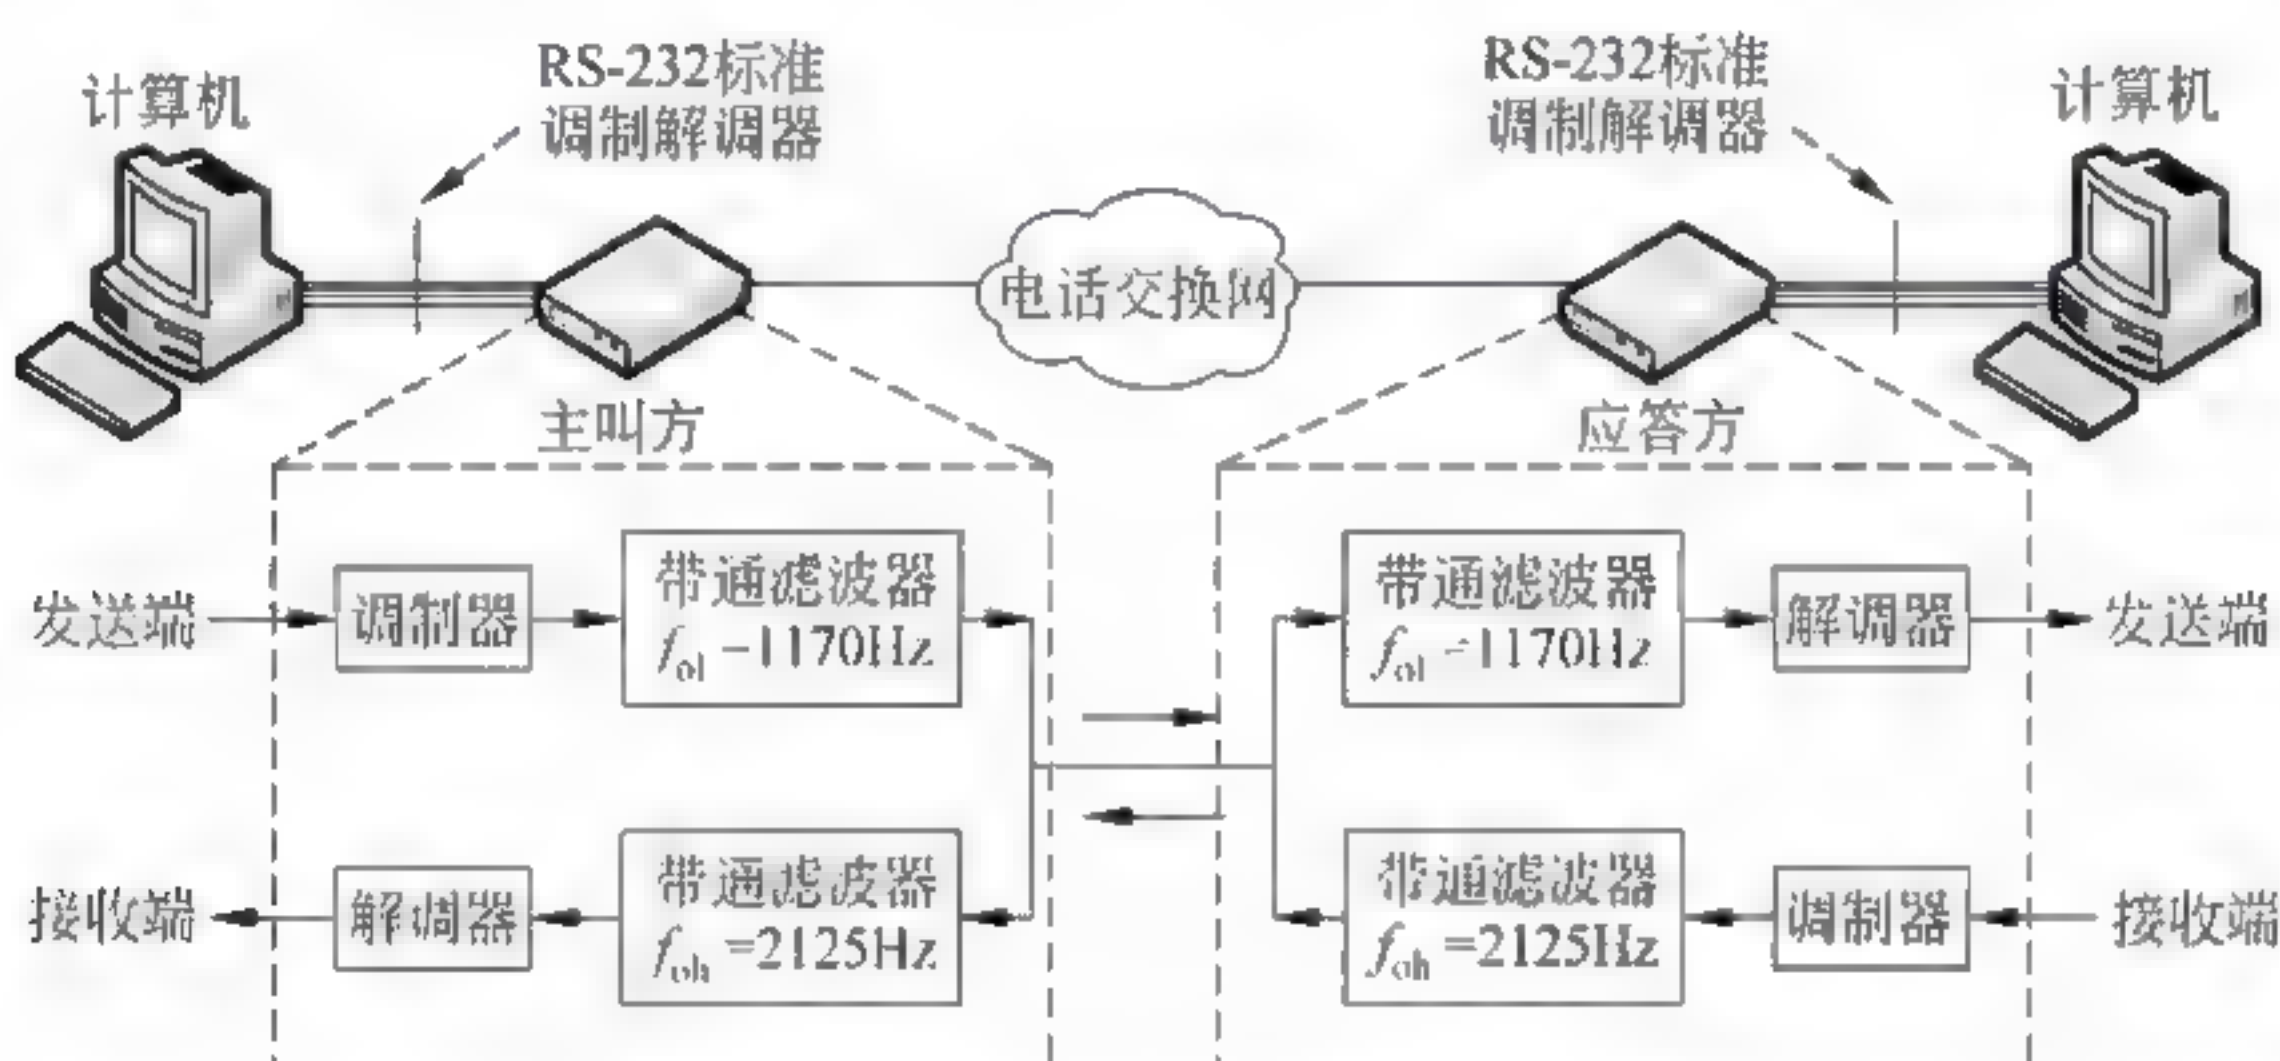 计算机
RS-232标准
调制解调器
RS-232标准
调制解调器
计算机
电话交换网
主叫方
应答方
发送端
调制器
带通滤波器
fol=1170Hz
带通滤波器
fol=1170Hz
解调器
发送端
接收端
解调器
带通滤波器
foh=2125Hz
带通滤波器
foh=2125Hz
调制器
接收端